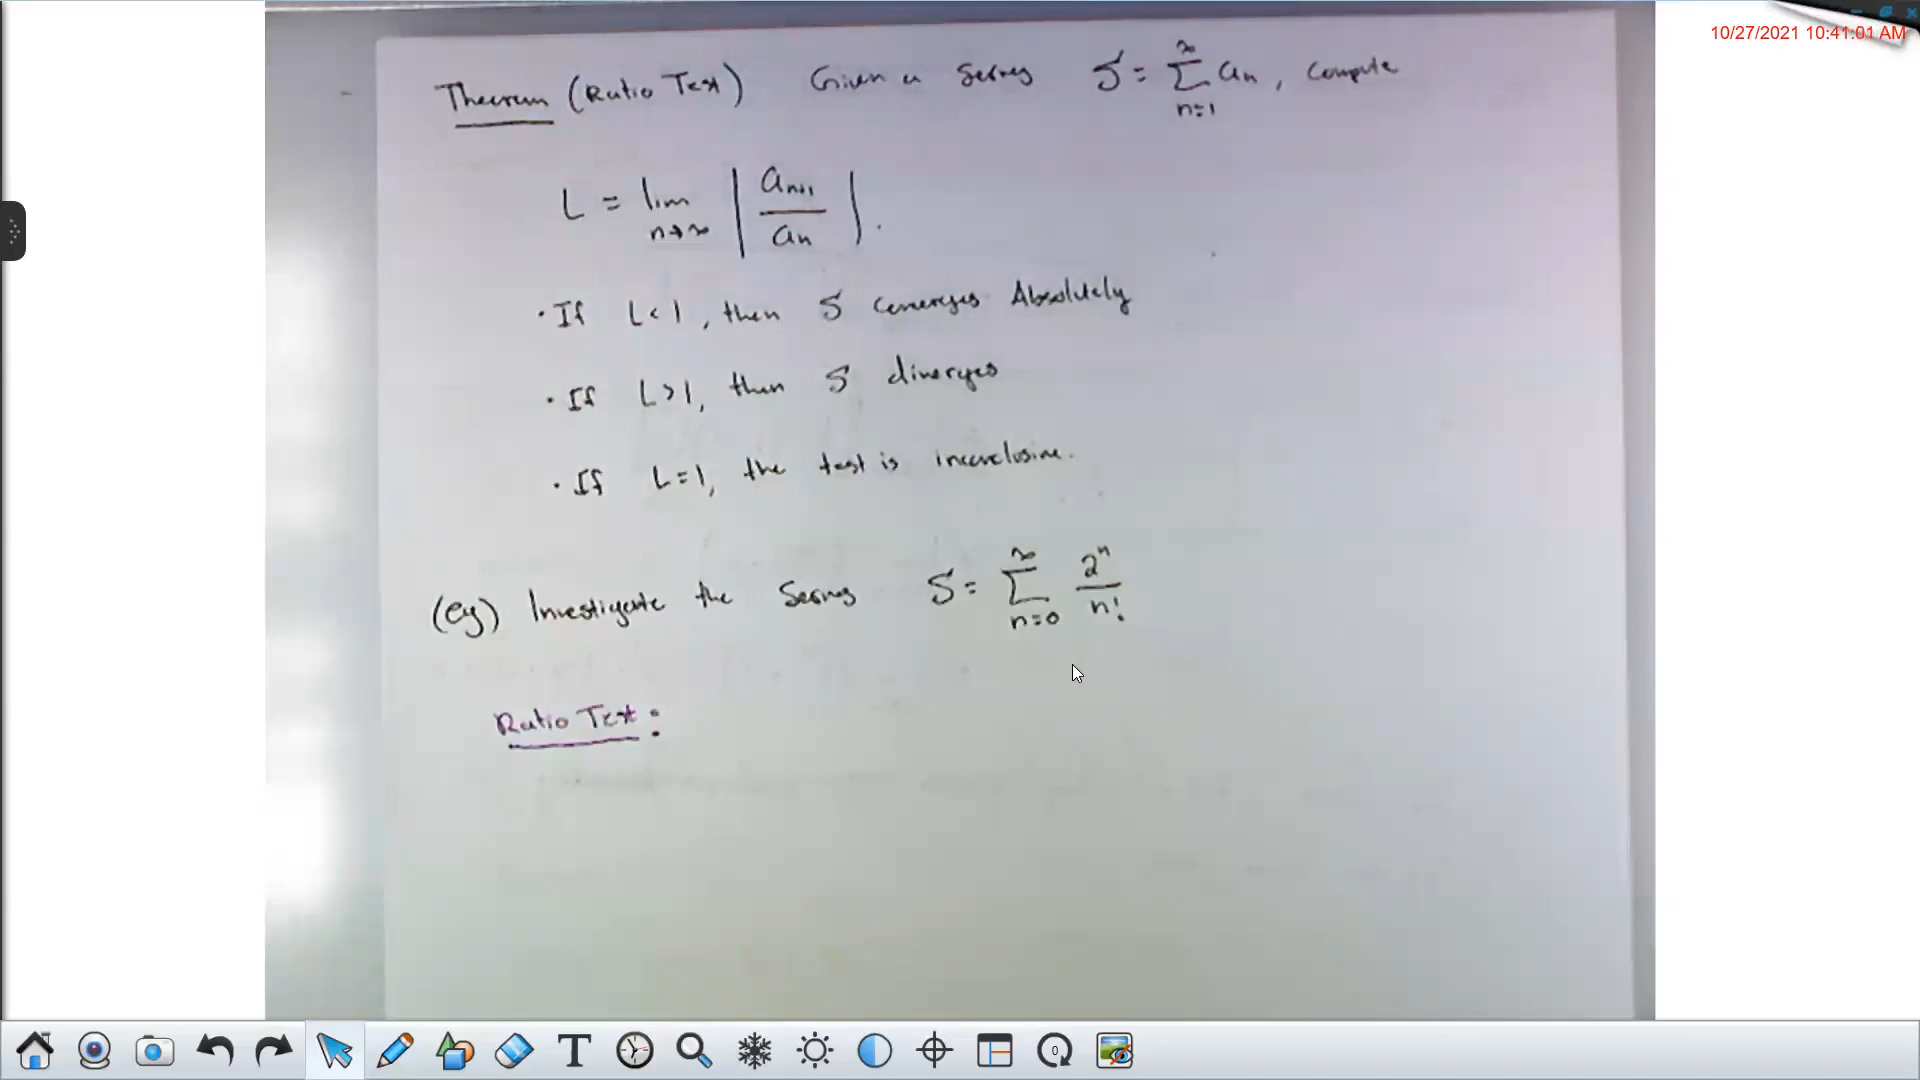 10/27/2021 10:41:01 AM
Theorem (Ratio Test) Given a series S = ∑_{n=1}^{∞} a_n, compute
L = lim_{n→∞} | a_{n+1} / a_n |.
• If L < 1, then S converges Absolutely
• If L > 1, then S diverges
• If L = 1, the test is inconclusive.
(eg) Investigate the series S = ∑_{n=0}^{∞} 2^n / n!
Ratio Test:
T
0